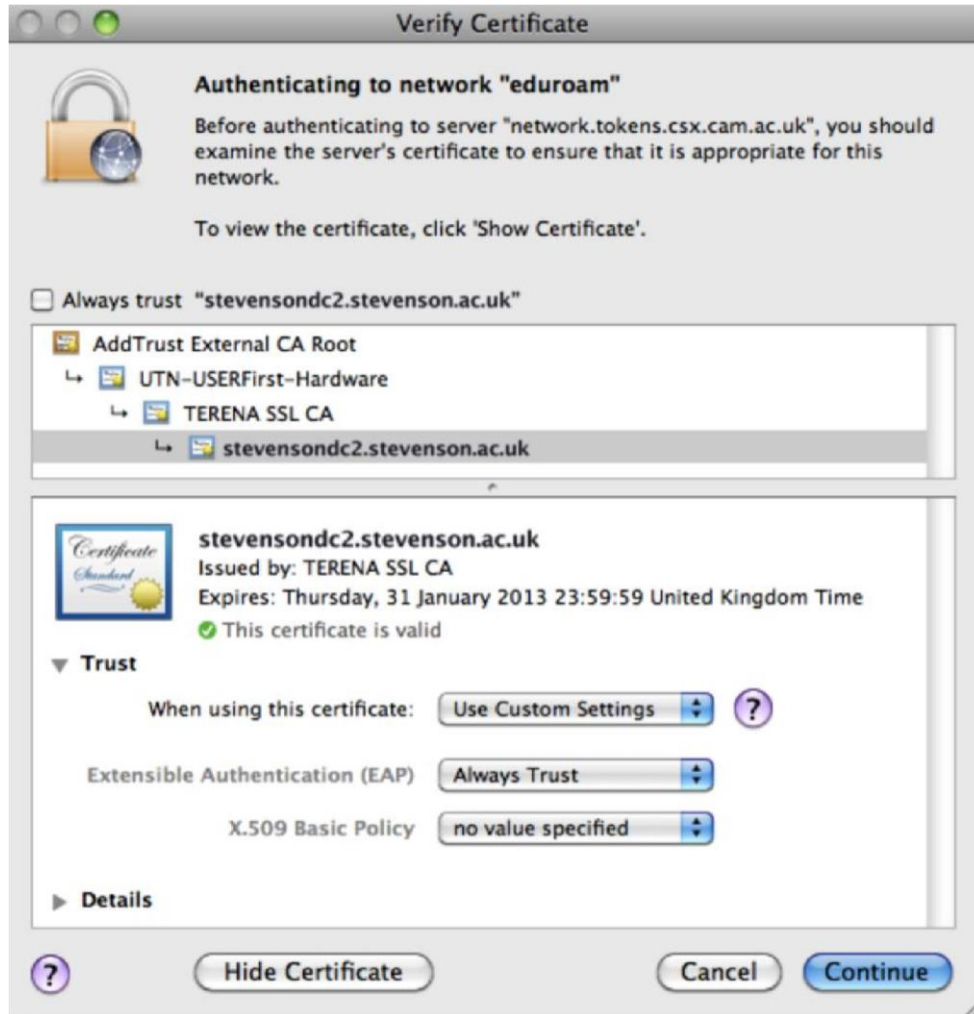 Verify Certificate
Authenticating to network "eduroam"
Before authenticating to server "network.tokens.csx.cam.ac.uk", you should
examine the server's certificate to ensure that it is appropriate for this
network.
To view the certificate, click 'Show Certificate'.
Always trust "stevensondc2.stevenson.ac.uk"
AddTrust External CA Root
UTN-USERFirst-Hardware
TERENA SSL CA
stevensondc2.stevenson.ac.uk
Certificate
Standard
stevensondc2.stevenson.ac.uk
Issued by: TERENA SSL CA
Expires: Thursday, 31 January 2013 23:59:59 United Kingdom Time
This certificate is valid
Trust
When using this certificate: Use Custom Settings ?
Extensible Authentication (EAP) Always Trust
X.509 Basic Policy no value specified
Details
? Hide Certificate Cancel Continue